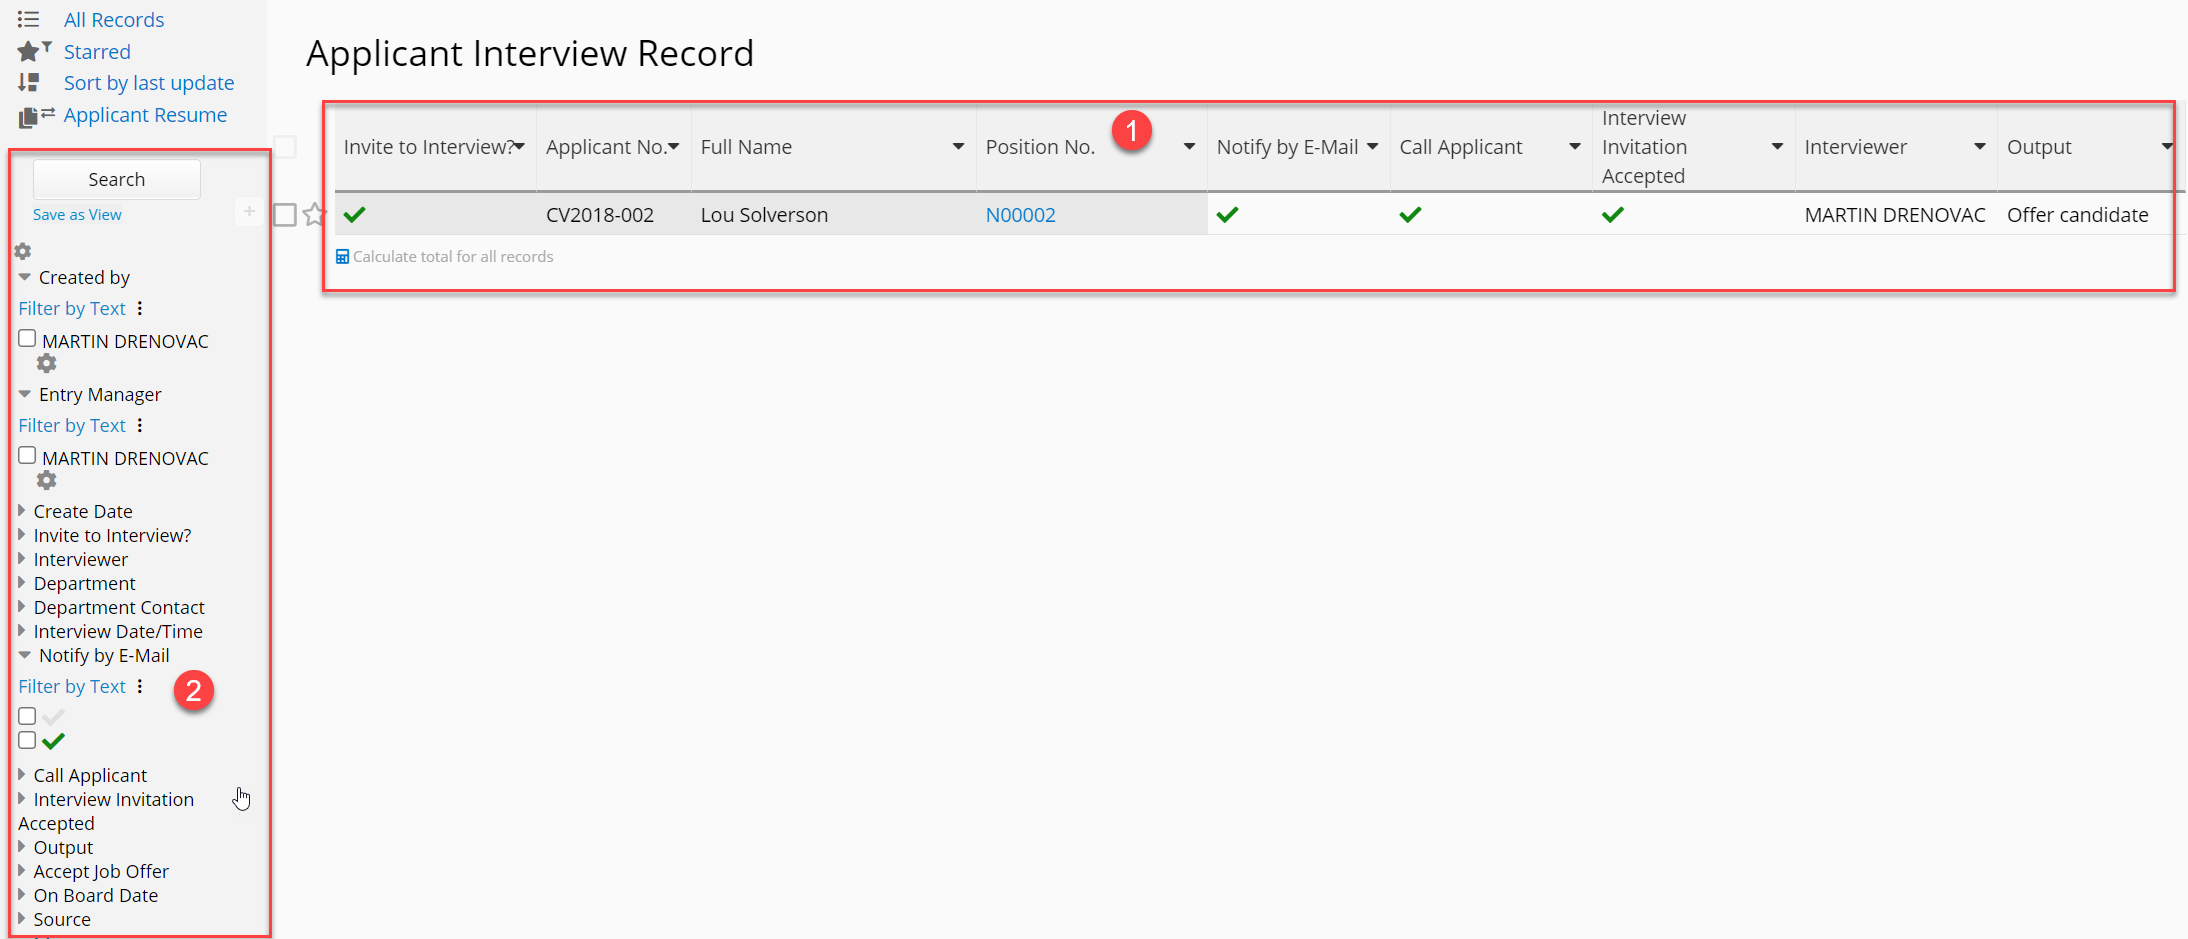 All Records
Starred
Sort by last update
Applicant Resume
Search
Save as View
Created by
Filter by Text
MARTIN DRENOVAC
Entry Manager
Filter by Text
MARTIN DRENOVAC
Create Date
Invite to Interview?
Interviewer
Department
Department Contact
Interview Date/Time
Notify by E-Mail
Filter by Text
2
Call Applicant
Interview Invitation
Accepted
Output
Accept Job Offer
On Board Date
Source
Applicant Interview Record
1
Invite to Interview? Applicant No. Full Name Position No. Notify by E-Mail Call Applicant Interview Invitation Accepted Interviewer Output
CV2018-002 Lou Solverson N00002 MARTIN DRENOVAC Offer candidate
Calculate total for all records